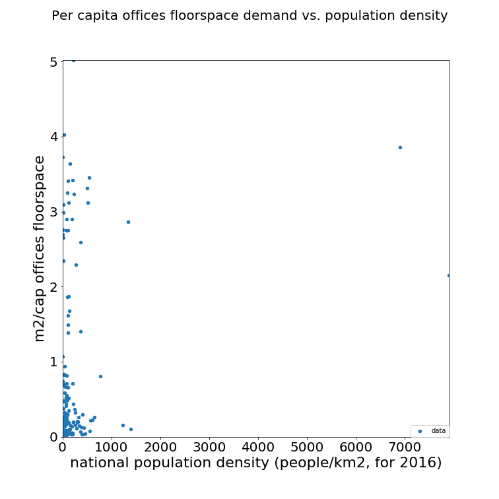 Per capita offices floorspace demand vs. population density
5
4
3
2
1
0
m2/cap offices floorspace
0 1000 2000 3000 4000 5000 6000 7000
data
national population density (people/km2, for 2016)